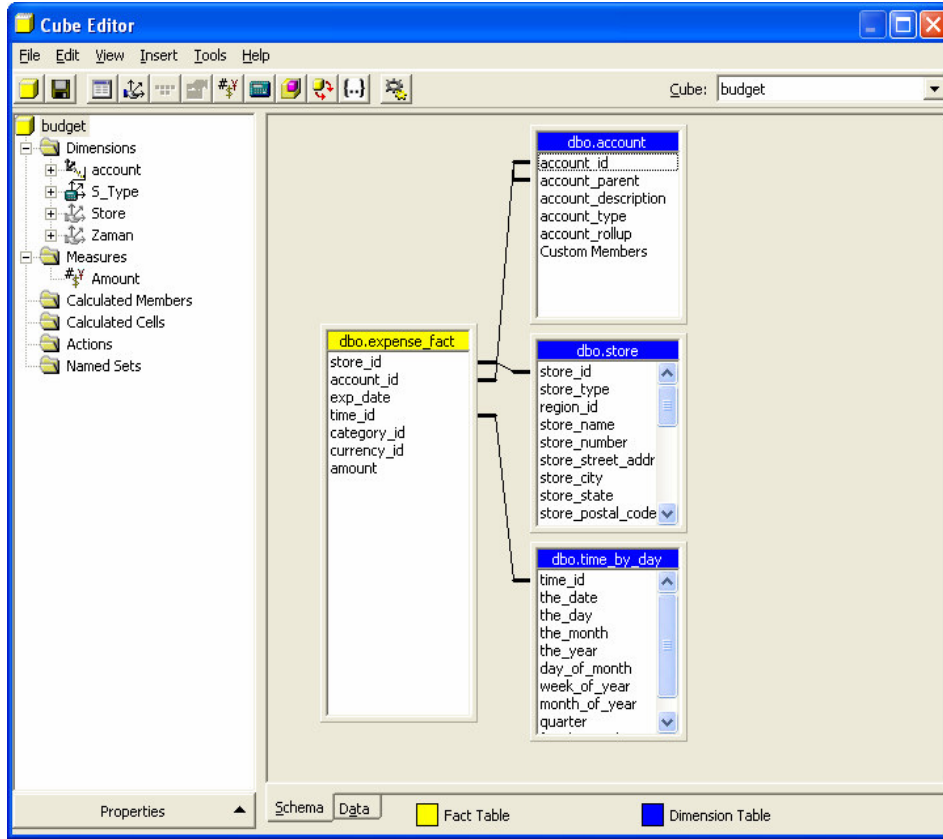 Cube Editor
File Edit View Insert Tools Help
Cube: budget
budget
Dimensions
account
S_Type
Store
Zaman
Measures
Amount
Calculated Members
Calculated Cells
Actions
Named Sets
Properties
dbo.expense_fact
store_id
account_id
exp_date
time_id
category_id
currency_id
amount
dbo.account
account_id
account_parent
account_description
account_type
account_rollup
Custom Members
dbo.store
store_id
store_type
region_id
store_name
store_number
store_street_addr
store_city
store_state
store_postal_code
dbo.time_by_day
time_id
the_date
the_day
the_month
the_year
day_of_month
week_of_year
month_of_year
quarter
Schema Data Fact Table Dimension Table